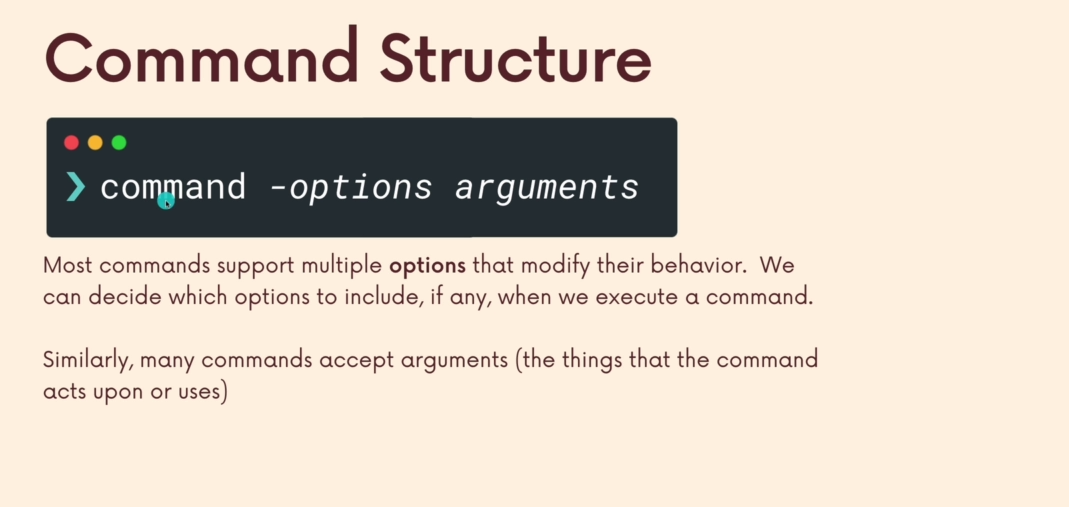 Command Structure
❯ command -options arguments
Most commands support multiple options that modify their behavior.  We
can decide which options to include, if any, when we execute a command.
Similarly, many commands accept arguments (the things that the command
acts upon or uses)